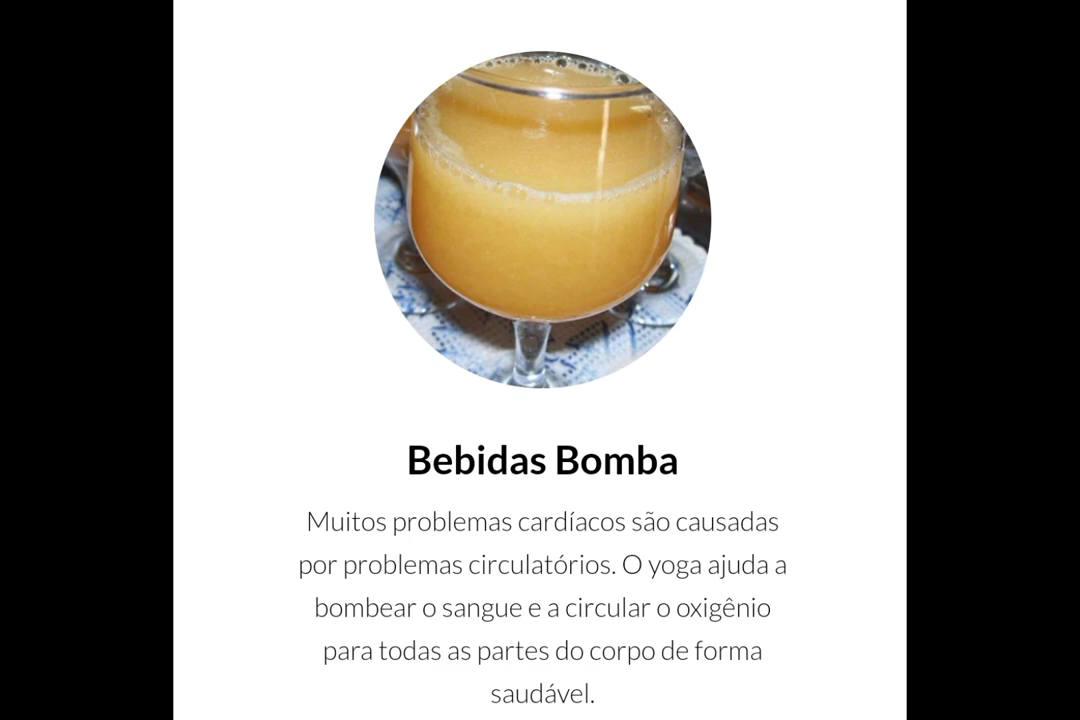 Bebidas Bomba
Muitos problemas cardíacos são causadas
por problemas circulatórios. O yoga ajuda a
bombear o sangue e a circular o oxigênio
para todas as partes do corpo de forma
saudável.